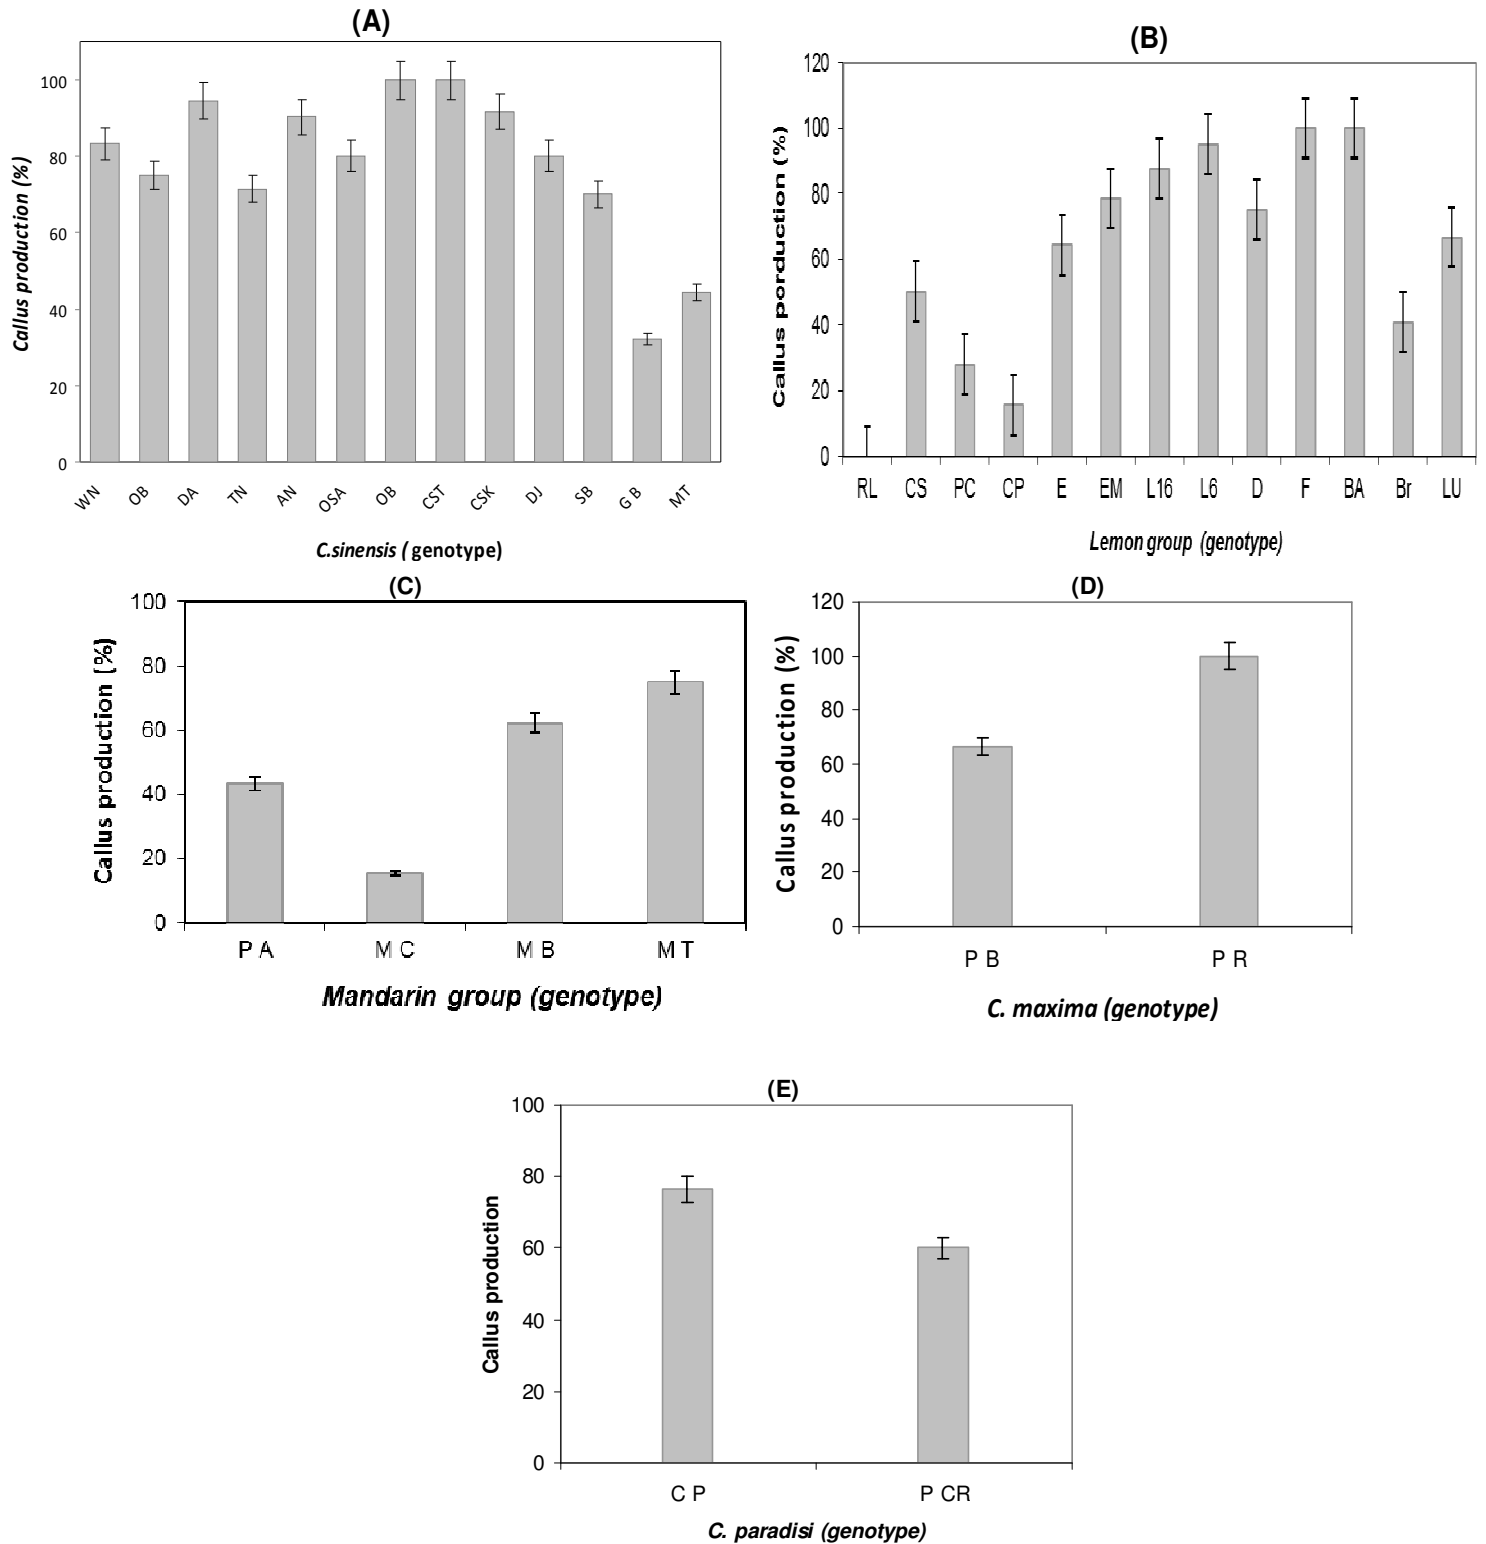 (A)
Callus production (%)
100
80
60
40
20
0
WN OB DA TN AN OSA OB CST CSK DJ SB G B MT
C.sinensis ( genotype)
(B)
Callus porduction (%)
120
100
80
60
40
20
0
RL CS PC CP E EM L16 L6 D F BA Br LU
Lemon group (genotype)
(C)
Callus production (%)
100
80
60
40
20
0
P A M C M B M T
Mandarin group (genotype)
(D)
Callus production (%)
120
100
80
60
40
20
0
P B P R
C. maxima (genotype)
(E)
Callus production
100
80
60
40
20
0
C P P CR
C. paradisi (genotype)